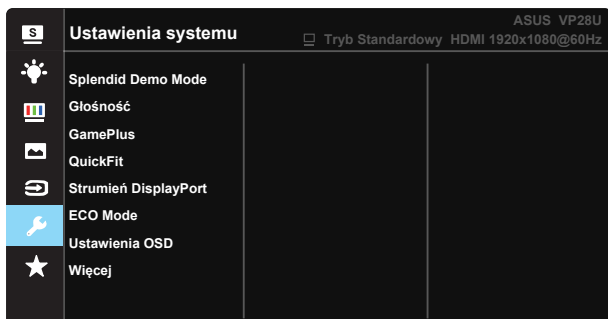 S
Ustawienia systemu
ASUS VP28U
Tryb Standardowy HDMI 1920x1080@60Hz
Splendid Demo Mode
Głośność
GamePlus
QuickFit
Strumień DisplayPort
ECO Mode
Ustawienia OSD
Więcej